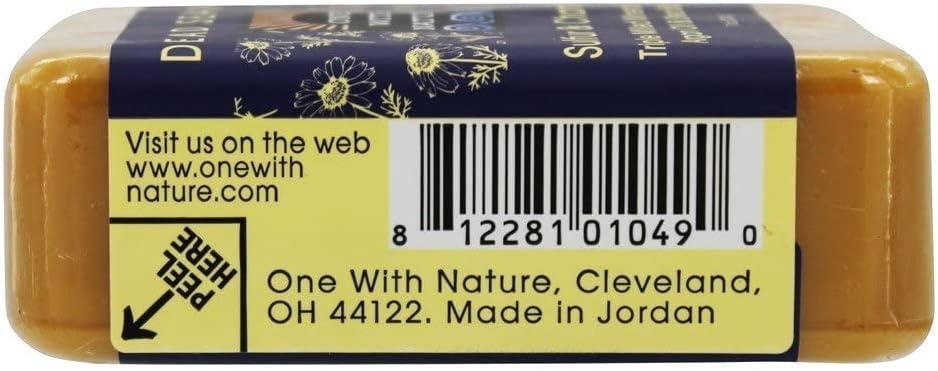 Visit us on the web
www.onewith
nature.com
8 12281 01049 0
PEEL
HERE
One With Nature, Cleveland,
OH 44122. Made in Jordan